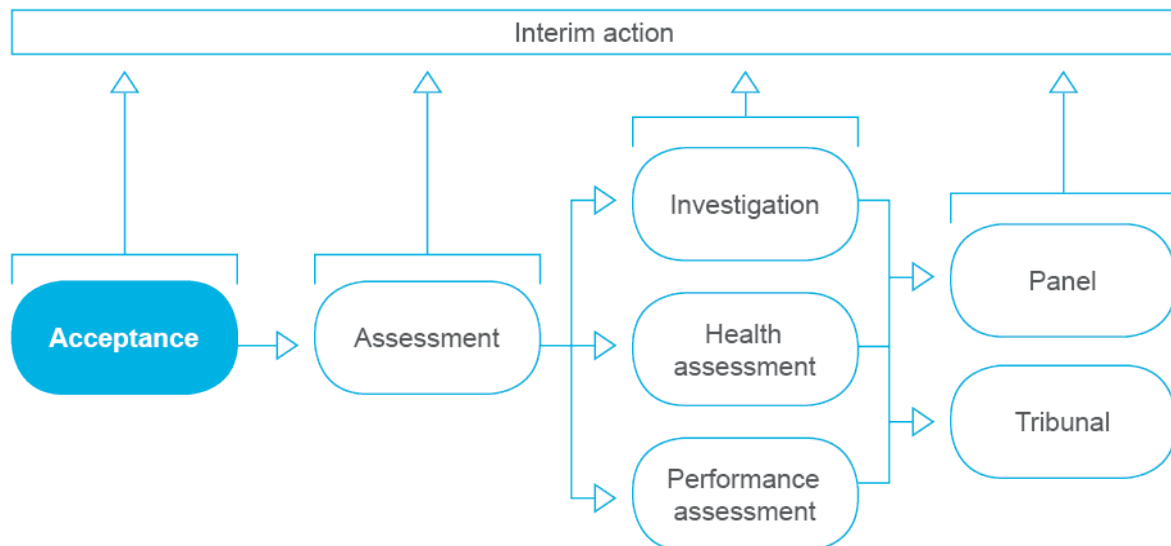 Interim action
Acceptance
Assessment
Investigation
Health
assessment
Performance
assessment
Panel
Tribunal